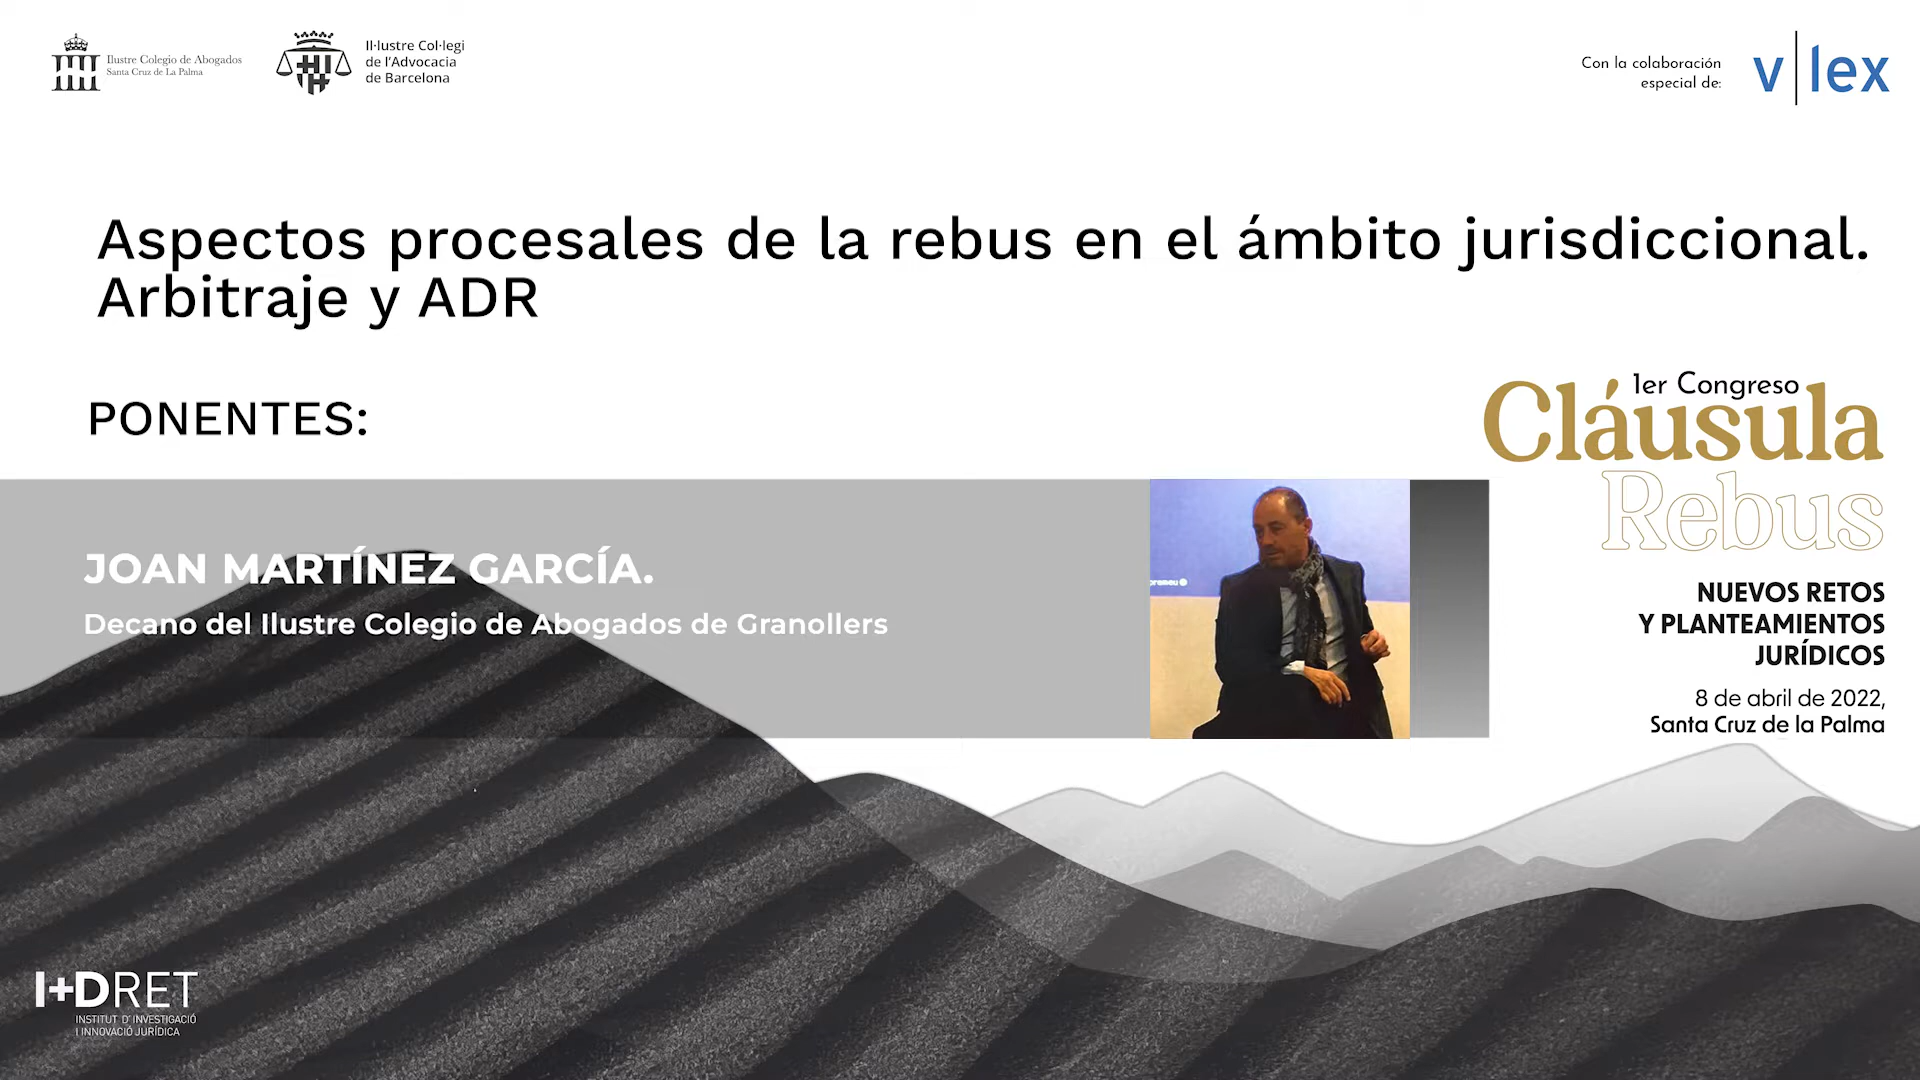 Ilustre Colegio de Abogados
Santa Cruz de La Palma
Il·lustre Col·legi
de l'Advocacia
de Barcelona
Con la colaboración
especial de:
v|lex
Aspectos procesales de la rebus en el ámbito jurisdiccional.
Arbitraje y ADR
PONENTES:
JOAN MARTÍNEZ GARCÍA.
Decano del Ilustre Colegio de Abogados de Granollers
1er Congreso
Cláusula
Rebus
NUEVOS RETOS
Y PLANTEAMIENTOS
JURÍDICOS
8 de abril de 2022,
Santa Cruz de la Palma
I+DRET
INSTITUT D'INVESTIGACIÓ
I INNOVACIÓ JURÍDICA